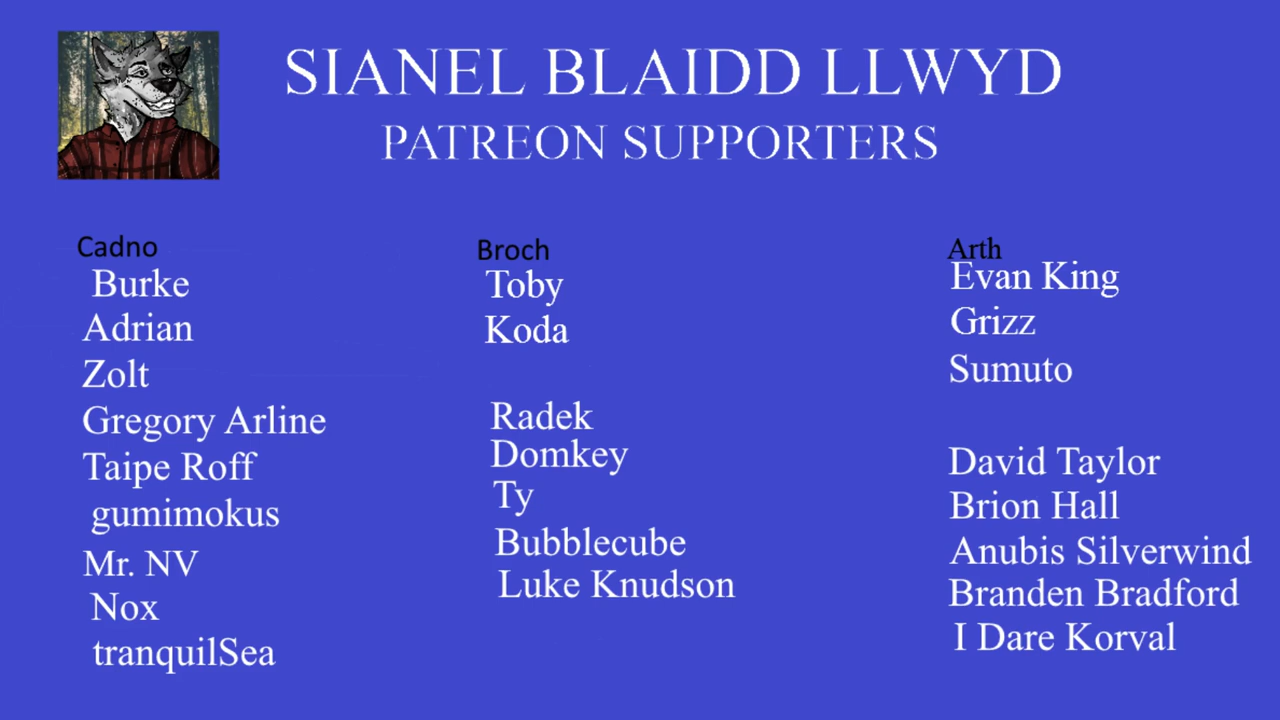 SIANEL BLAIDD LLWYD
PATREON SUPPORTERS
Cadno
Burke
Adrian
Zolt
Gregory Arline
Taipe Roff
gumimokus
Mr. NV
Nox
tranquilSea
Broch
Toby
Koda
Radek
Domkey
Ty
Bubblecube
Luke Knudson
Arth
Evan King
Grizz
Sumuto
David Taylor
Brion Hall
Anubis Silverwind
Branden Bradford
I Dare Korval